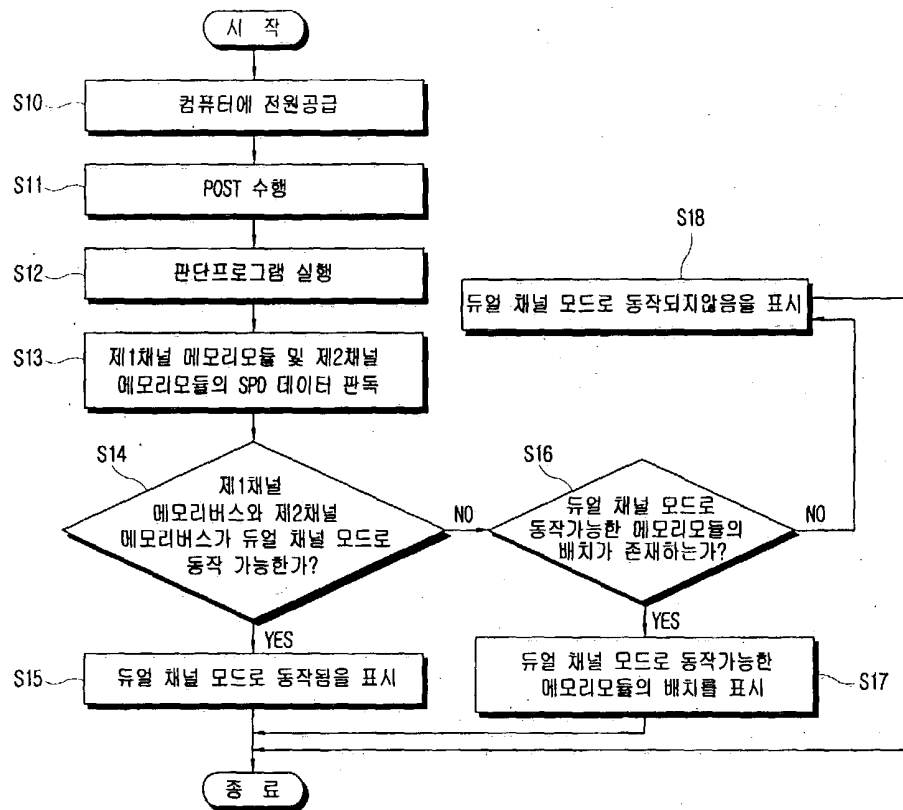 시 작
S10
컴퓨터에 전원공급
S11
POST 수행
S12
판단프로그램 실행
S13
제1채널 메모리모듈 및 제2채널
메모리모듈의 SPD 데이터 판독
S14
제1채널
메모리버스와 제2채널
메모리버스가 듀얼 채널 모드로
동작 가능한가?
NO
YES
S15
듀얼 채널 모드로 동작됨을 표시
S16
듀얼 채널 모드로
동작가능한 메모리모듈의
배치가 존재하는가?
NO
YES
듀얼 채널 모드로 동작가능한
메모리모듈의 배치를 표시
S17
S18
듀얼 채널 모드로 동작되지않음을 표시
종 료